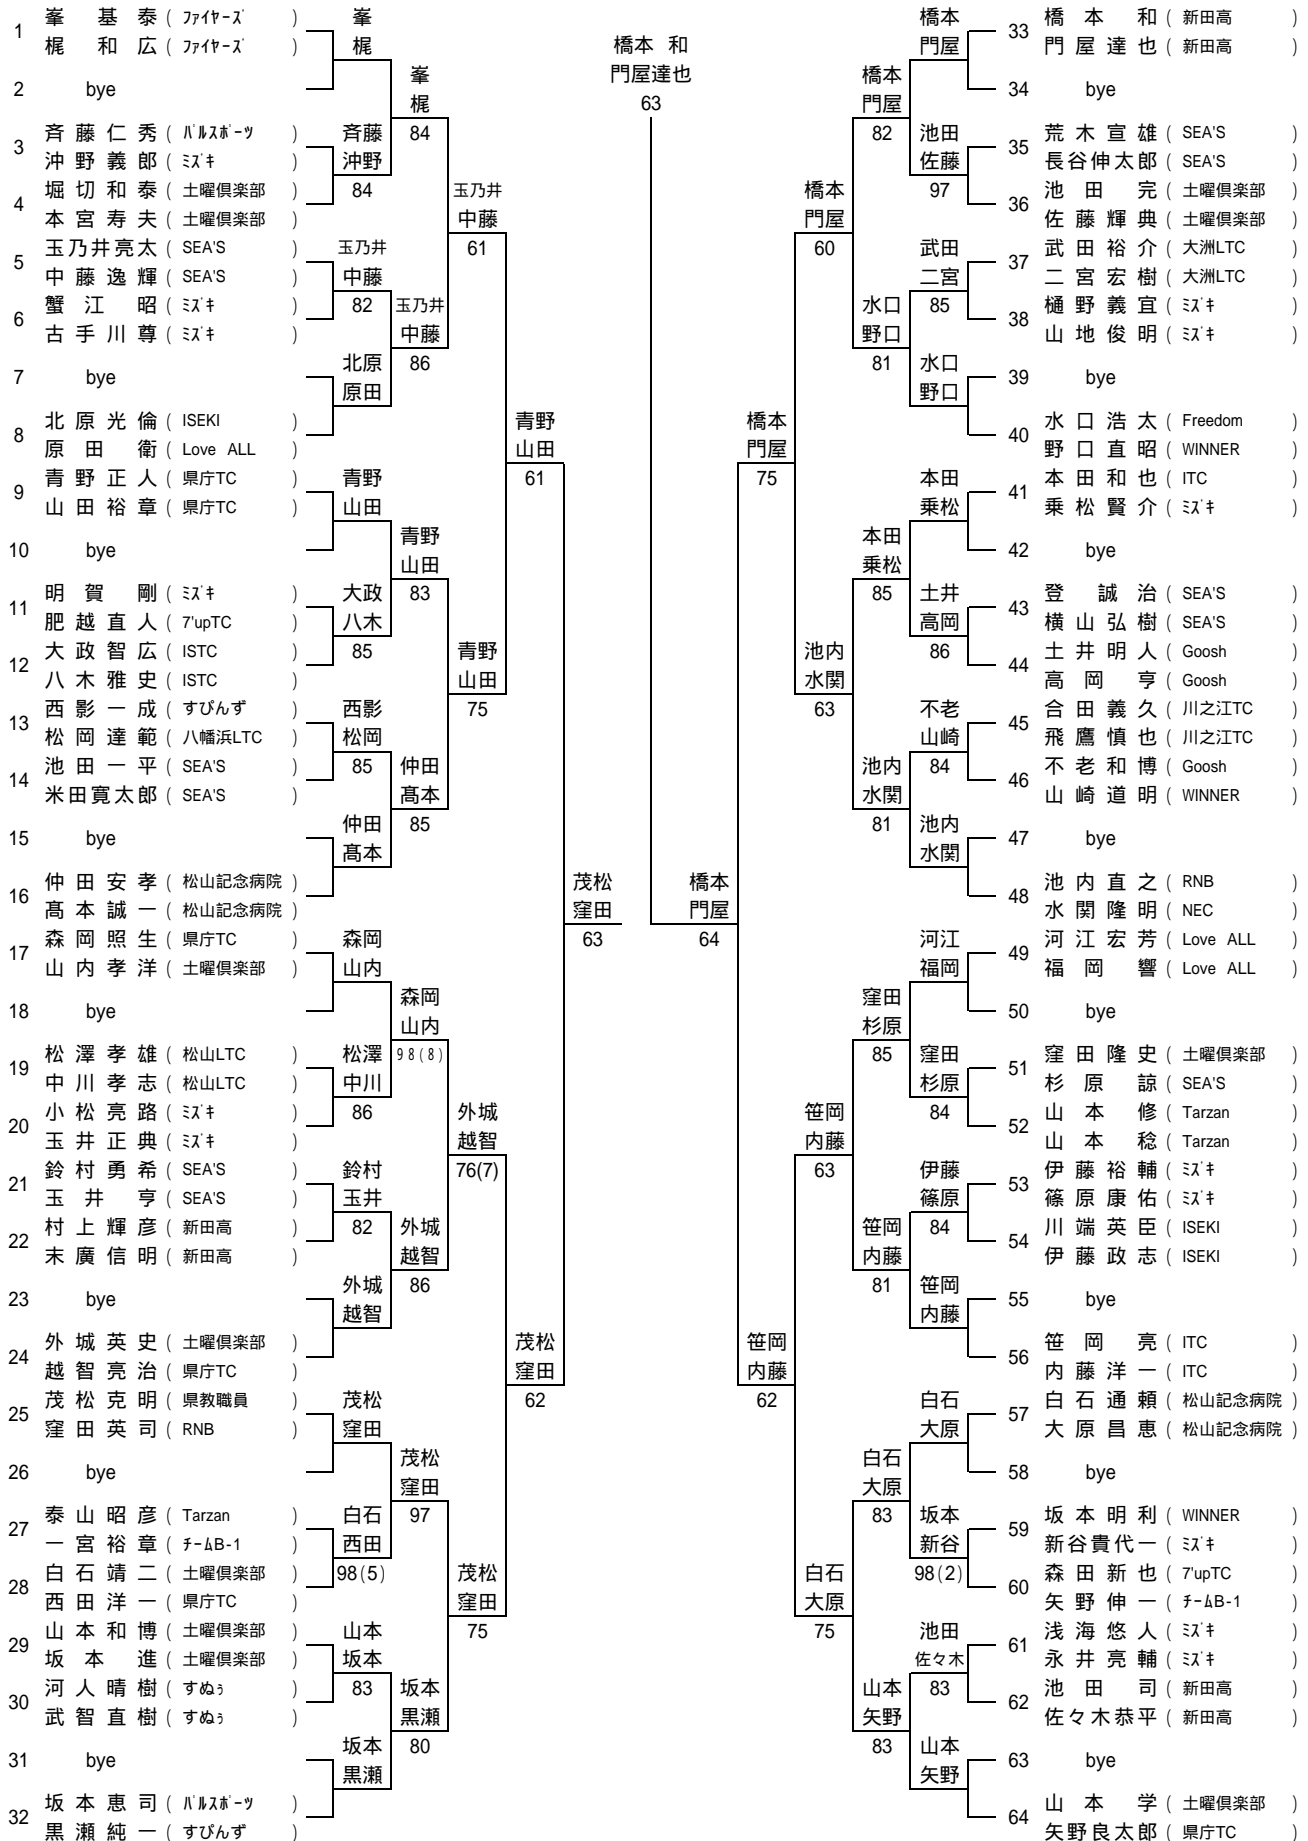 橋本 和
門屋達也
63
1 峯 基 泰 ( ﾌｧｲﾔｰｽﾞ )
梶 和 広 ( ﾌｧｲﾔｰｽﾞ )
2 bye
3 斉 藤 仁 秀 ( ﾊﾟﾙｽﾎﾟｰﾂ )
沖 野 義 郎 ( ﾐｽﾞｷ )
4 堀 切 和 泰 ( 土曜倶楽部 )
本 宮 寿 夫 ( 土曜倶楽部 )
5 玉乃井亮太 ( SEA'S )
中 藤 逸 輝 ( SEA'S )
6 蟹 江 昭 ( ﾐｽﾞｷ )
古 手 川 尊 ( ﾐｽﾞｷ )
7 bye
8 北 原 光 倫 ( ISEKI )
原 田 衛 ( Love ALL )
9 青 野 正 人 ( 県庁TC )
山 田 裕 章 ( 県庁TC )
10 bye
11 明 賀 剛 ( ﾐｽﾞｷ )
肥 越 直 人 ( 7'upTC )
12 大 政 智 広 ( ISTC )
八 木 雅 史 ( ISTC )
13 西 影 一 成 ( すぴんず )
松 岡 達 範 ( 八幡浜LTC )
14 池 田 一 平 ( SEA'S )
米田寛太郎 ( SEA'S )
15 bye
16 仲 田 安 孝 ( 松山記念病院 )
髙 本 誠 一 ( 松山記念病院 )
17 森 岡 照 生 ( 県庁TC )
山 内 孝 洋 ( 土曜倶楽部 )
18 bye
19 松 澤 孝 雄 ( 松山LTC )
中 川 孝 志 ( 松山LTC )
20 小 松 亮 路 ( ﾐｽﾞｷ )
玉 井 正 典 ( ﾐｽﾞｷ )
21 鈴 村 勇 希 ( SEA'S )
玉 井 亨 ( SEA'S )
22 村 上 輝 彦 ( 新田高 )
末 廣 信 明 ( 新田高 )
23 bye
24 外 城 英 史 ( 土曜倶楽部 )
越 智 亮 治 ( 県庁TC )
25 茂 松 克 明 ( 県教職員 )
窪 田 英 司 ( RNB )
26 bye
27 泰 山 昭 彦 ( Tarzan )
一 宮 裕 章 ( ﾁｰﾑB-1 )
28 白 石 靖 二 ( 土曜倶楽部 )
西 田 洋 一 ( 県庁TC )
29 山 本 和 博 ( 土曜倶楽部 )
坂 本 進 ( 土曜倶楽部 )
30 河 人 晴 樹 ( すぬぅ )
武 智 直 樹 ( すぬぅ )
31 bye
32 坂 本 恵 司 ( ﾊﾟﾙｽﾎﾟｰﾂ )
黒 瀬 純 一 ( すぴんず )
峯
梶
斉藤
沖野
84
玉乃井
中藤
82
北原
原田
青野
山田
大政
八木
85
西影
松岡
85
仲田
髙本
森岡
山内
松澤
中川
86
鈴村
玉井
82
外城
越智
茂松
窪田
白石
西田
98(5)
山本
坂本
83
坂本
黒瀬
峯
梶
84
玉乃井
中藤
86
青野
山田
83
仲田
髙本
85
森岡
山内
98(8)
外城
越智
86
茂松
窪田
97
坂本
黒瀬
80
玉乃井
中藤
61
青野
山田
75
外城
越智
76(7)
茂松
窪田
75
青野
山田
61
茂松
窪田
62
茂松
窪田
63
橋本
門屋
64
橋本
門屋
75
笹岡
内藤
62
橋本
門屋
60
池内
水関
63
笹岡
内藤
63
白石
大原
75
橋本
門屋
82
水口
野口
81
本田
乗松
85
池内
水関
81
窪田
杉原
85
笹岡
内藤
81
白石
大原
83
山本
矢野
83
橋本
門屋
池田
佐藤
97
武田
二宮
85
水口
野口
本田
乗松
土井
高岡
86
不老
山崎
84
池内
水関
河江
福岡
窪田
杉原
84
伊藤
篠原
84
笹岡
内藤
白石
大原
坂本
新谷
98(2)
池田
佐々木
83
山本
矢野
33 橋 本 和 ( 新田高 )
門 屋 達 也 ( 新田高 )
34 bye
35 荒 木 宣 雄 ( SEA'S )
長谷伸太郎 ( SEA'S )
36 池 田 完 ( 土曜倶楽部 )
佐 藤 輝 典 ( 土曜倶楽部 )
37 武 田 裕 介 ( 大洲LTC )
二 宮 宏 樹 ( 大洲LTC )
38 樋 野 義 宜 ( ﾐｽﾞｷ )
山 地 俊 明 ( ﾐｽﾞｷ )
39 bye
40 水 口 浩 太 ( Freedom )
野 口 直 昭 ( WINNER )
41 本 田 和 也 ( ITC )
乗 松 賢 介 ( ﾐｽﾞｷ )
42 bye
43 登 誠 治 ( SEA'S )
横 山 弘 樹 ( SEA'S )
44 土 井 明 人 ( Goosh )
高 岡 亨 ( Goosh )
45 合 田 義 久 ( 川之江TC )
飛 鷹 慎 也 ( 川之江TC )
46 不 老 和 博 ( Goosh )
山 崎 道 明 ( WINNER )
47 bye
48 池 内 直 之 ( RNB )
水 関 隆 明 ( NEC )
49 河 江 宏 芳 ( Love ALL )
福 岡 響 ( Love ALL )
50 bye
51 窪 田 隆 史 ( 土曜倶楽部 )
杉 原 諒 ( SEA'S )
52 山 本 修 ( Tarzan )
山 本 稔 ( Tarzan )
53 伊 藤 裕 輔 ( ﾐｽﾞｷ )
篠 原 康 佑 ( ﾐｽﾞｷ )
54 川 端 英 臣 ( ISEKI )
伊 藤 政 志 ( ISEKI )
55 bye
56 笹 岡 亮 ( ITC )
内 藤 洋 一 ( ITC )
57 白 石 通 頼 ( 松山記念病院 )
大 原 昌 恵 ( 松山記念病院 )
58 bye
59 坂 本 明 利 ( WINNER )
新谷貴代一 ( ﾐｽﾞｷ )
60 森 田 新 也 ( 7'upTC )
矢 野 伸 一 ( ﾁｰﾑB-1 )
61 浅 海 悠 人 ( ﾐｽﾞｷ )
永 井 亮 輔 ( ﾐｽﾞｷ )
62 池 田 司 ( 新田高 )
佐々木恭平 ( 新田高 )
63 bye
64 山 本 学 ( 土曜倶楽部 )
矢野良太郎 ( 県庁TC )